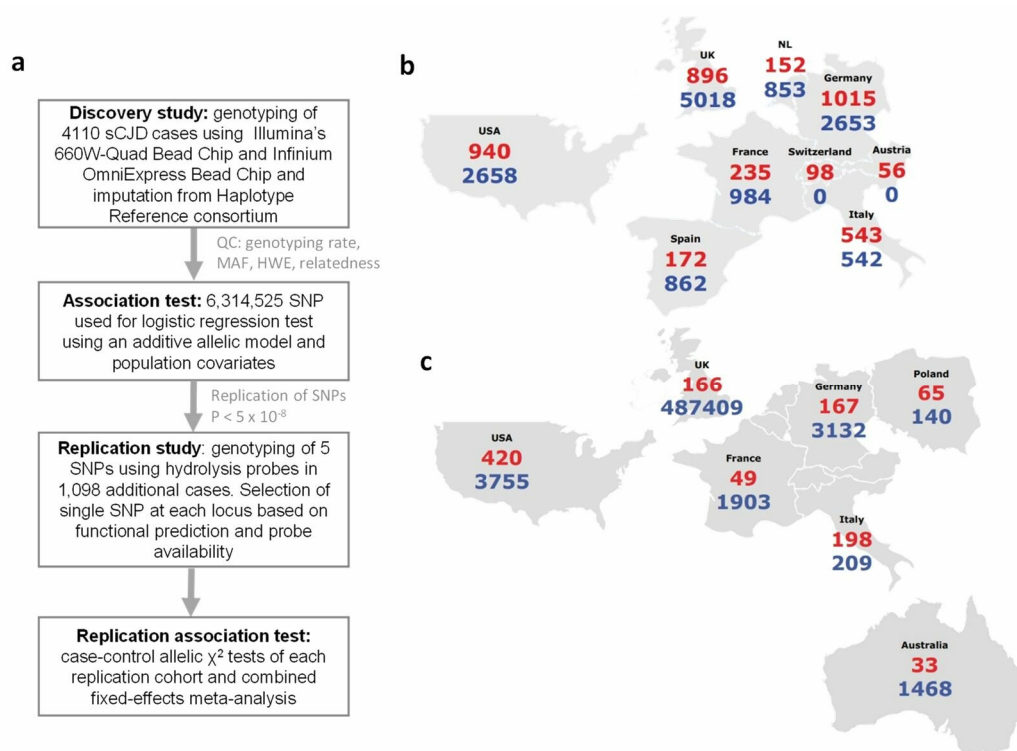 a
Discovery study: genotyping of
4110 sCJD cases using Illumina's
660W-Quad Bead Chip and Infinium
OmniExpress Bead Chip and
imputation from Haplotype
Reference consortium
QC: genotyping rate,
MAF, HWE, relatedness
Association test: 6,314,525 SNP
used for logistic regression test
using an additive allelic model and
population covariates
Replication of SNPs
P < 5 x 10⁻⁸
Replication study: genotyping of 5
SNPs using hydrolysis probes in
1,098 additional cases. Selection of
single SNP at each locus based on
functional prediction and probe
availability
Replication association test:
case-control allelic χ² tests of each
replication cohort and combined
fixed-effects meta-analysis
b
USA
940
2658
UK
896
5018
NL
152
853
Germany
1015
2653
France
235
984
Switzerland
98
0
Austria
56
0
Italy
543
542
Spain
172
862
c
USA
420
3755
UK
166
487409
Germany
167
3132
Poland
65
140
France
49
1903
Italy
198
209
Australia
33
1468